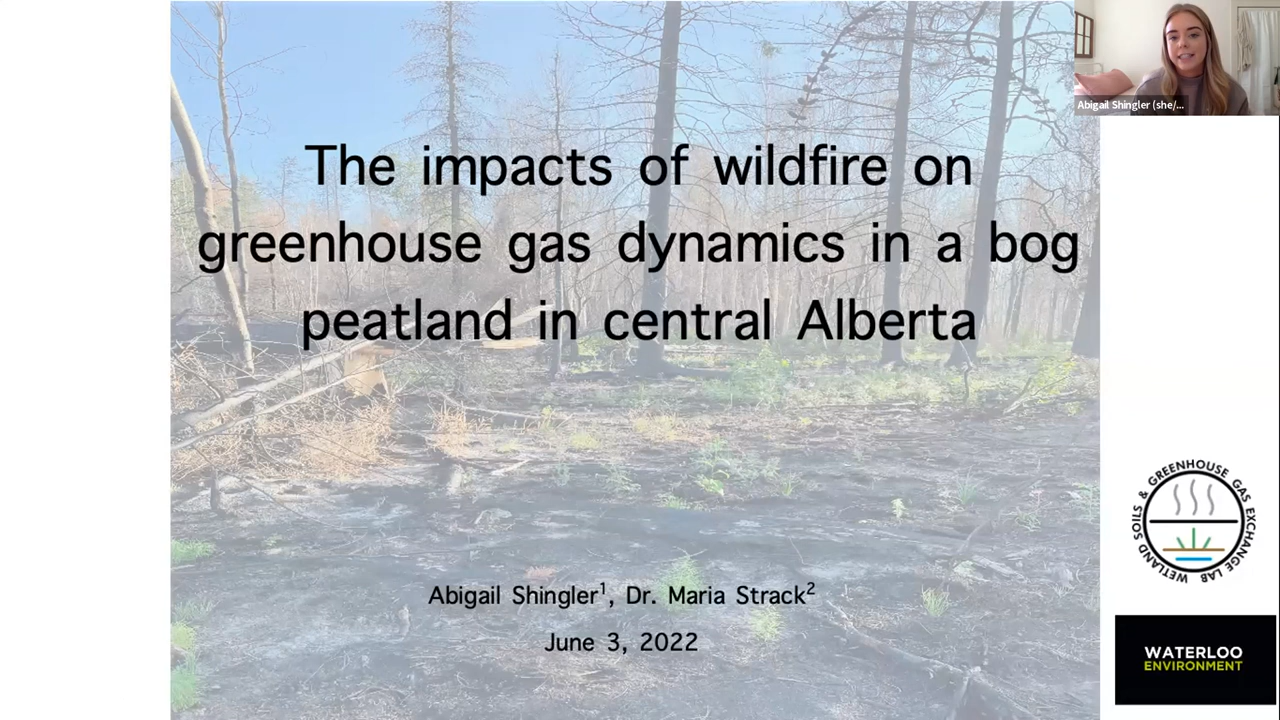 Abigail Shingler (she/...
The impacts of wildfire on
greenhouse gas dynamics in a bog
peatland in central Alberta
Abigail Shingler¹, Dr. Maria Strack²
June 3, 2022
WETLAND SOILS & GREENHOUSE GAS EXCHANGE LAB
WATERLOO
ENVIRONMENT